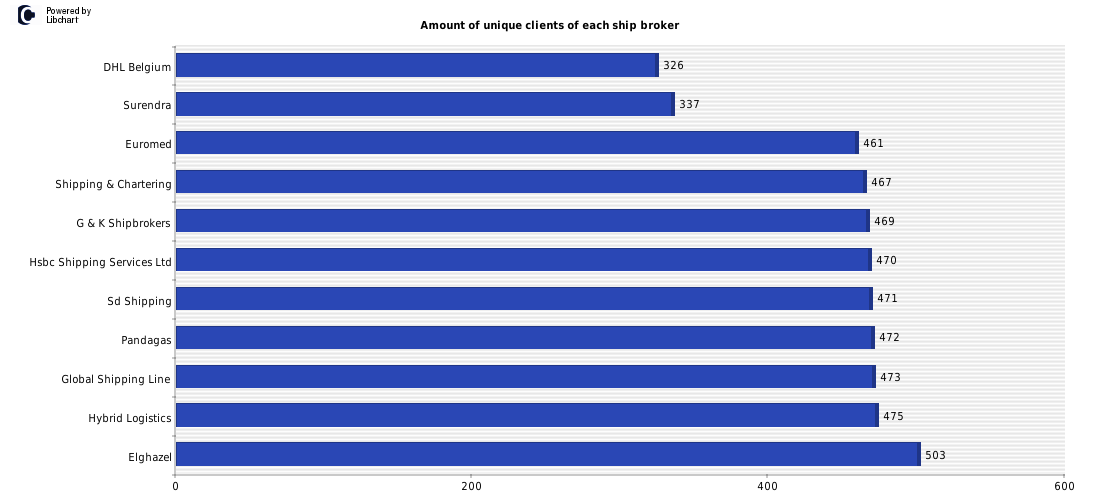 Powered by
Libchart
Amount of unique clients of each ship broker
DHL Belgium 326
Surendra 337
Euromed 461
Shipping & Chartering 467
G & K Shipbrokers 469
Hsbc Shipping Services Ltd 470
Sd Shipping 471
Pandagas 472
Global Shipping Line 473
Hybrid Logistics 475
Elghazel 503
0 200 400 600